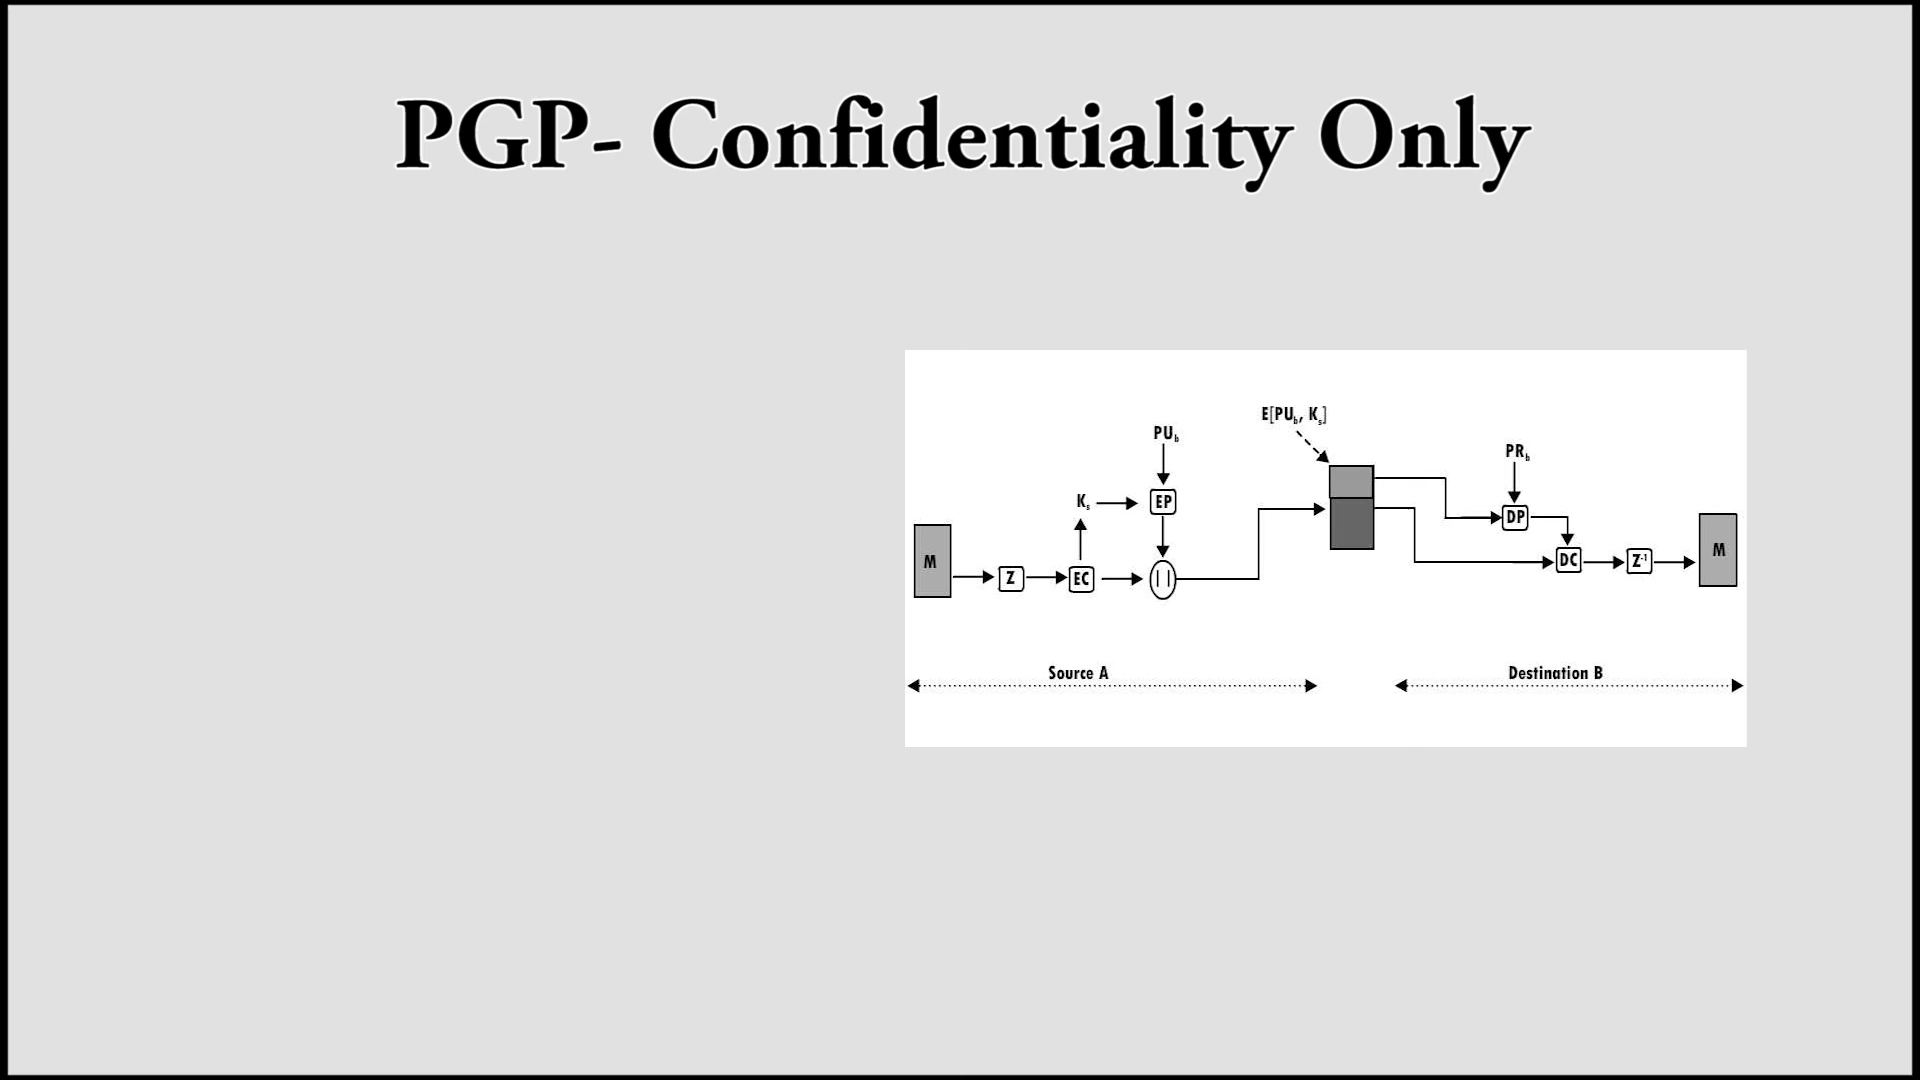 PGP- Confidentiality Only
E[PUb, Ks]
PUb
PRb
Ks
EP
DP
M
Z
EC
||
DC
Z-1
M
Source A
Destination B